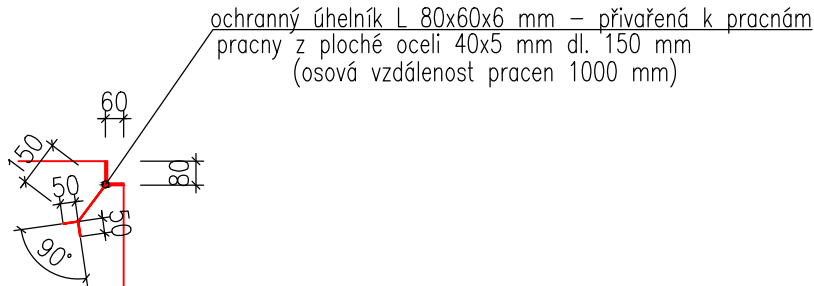 ochranný úhelník L 80x60x6 mm – přivařená k pracnám
pracny z ploché oceli 40x5 mm dl. 150 mm
(osová vzdálenost pracen 1000 mm)
60
150
80
50
50
90°